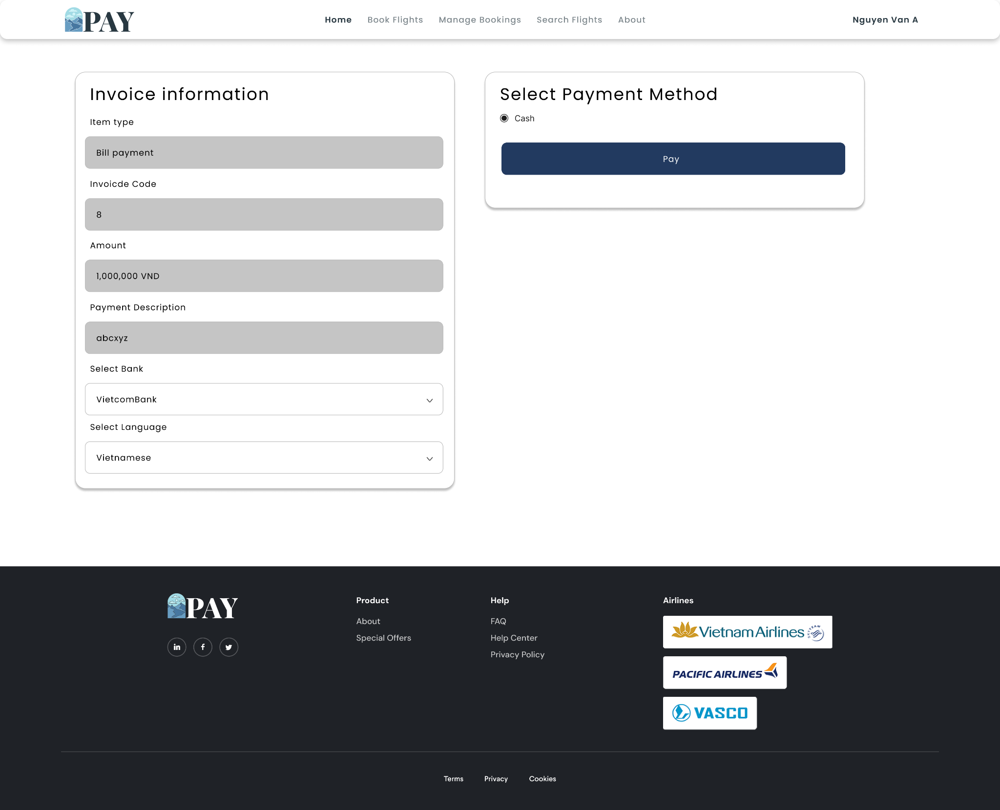 PAY
Home Book Flights Manage Bookings Search Flights About
Nguyen Van A
Invoice information
Item type
Bill payment
Invoicde Code
8
Amount
1,000,000 VND
Payment Description
abcxyz
Select Bank
VietcomBank
Select Language
Vietnamese
Select Payment Method
Cash
Pay
PAY
in f
Product
About
Special Offers
Help
FAQ
Help Center
Privacy Policy
Airlines
Vietnam Airlines SKYTEAM
PACIFIC AIRLINES
VASCO
Terms Privacy Cookies